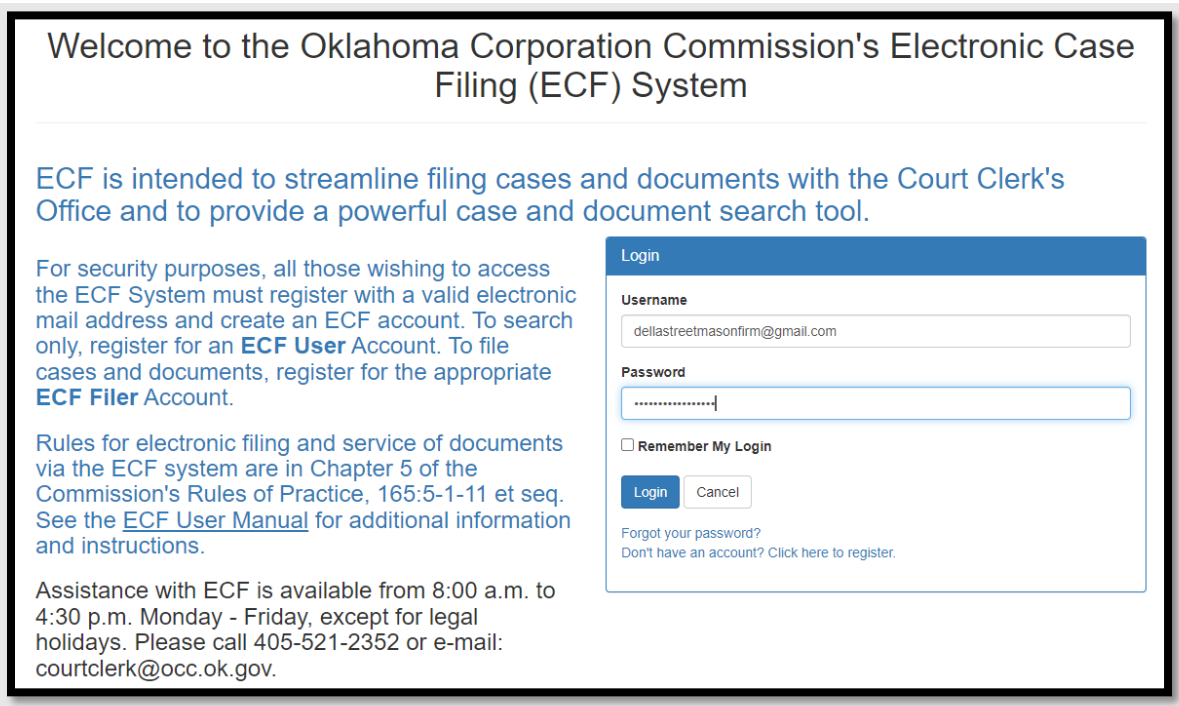 Welcome to the Oklahoma Corporation Commission's Electronic Case
Filing (ECF) System
ECF is intended to streamline filing cases and documents with the Court Clerk's
Office and to provide a powerful case and document search tool.
For security purposes, all those wishing to access
the ECF System must register with a valid electronic
mail address and create an ECF account. To search
only, register for an ECF User Account. To file
cases and documents, register for the appropriate
ECF Filer Account.
Rules for electronic filing and service of documents
via the ECF system are in Chapter 5 of the
Commission's Rules of Practice, 165:5-1-11 et seq.
See the ECF User Manual for additional information
and instructions.
Assistance with ECF is available from 8:00 a.m. to
4:30 p.m. Monday - Friday, except for legal
holidays. Please call 405-521-2352 or e-mail:
courtclerk@occ.ok.gov.
Login
Username
dellastreetmasonfirm@gmail.com
Password
•••••••••••••••••
Remember My Login
Login Cancel
Forgot your password?
Don't have an account? Click here to register.